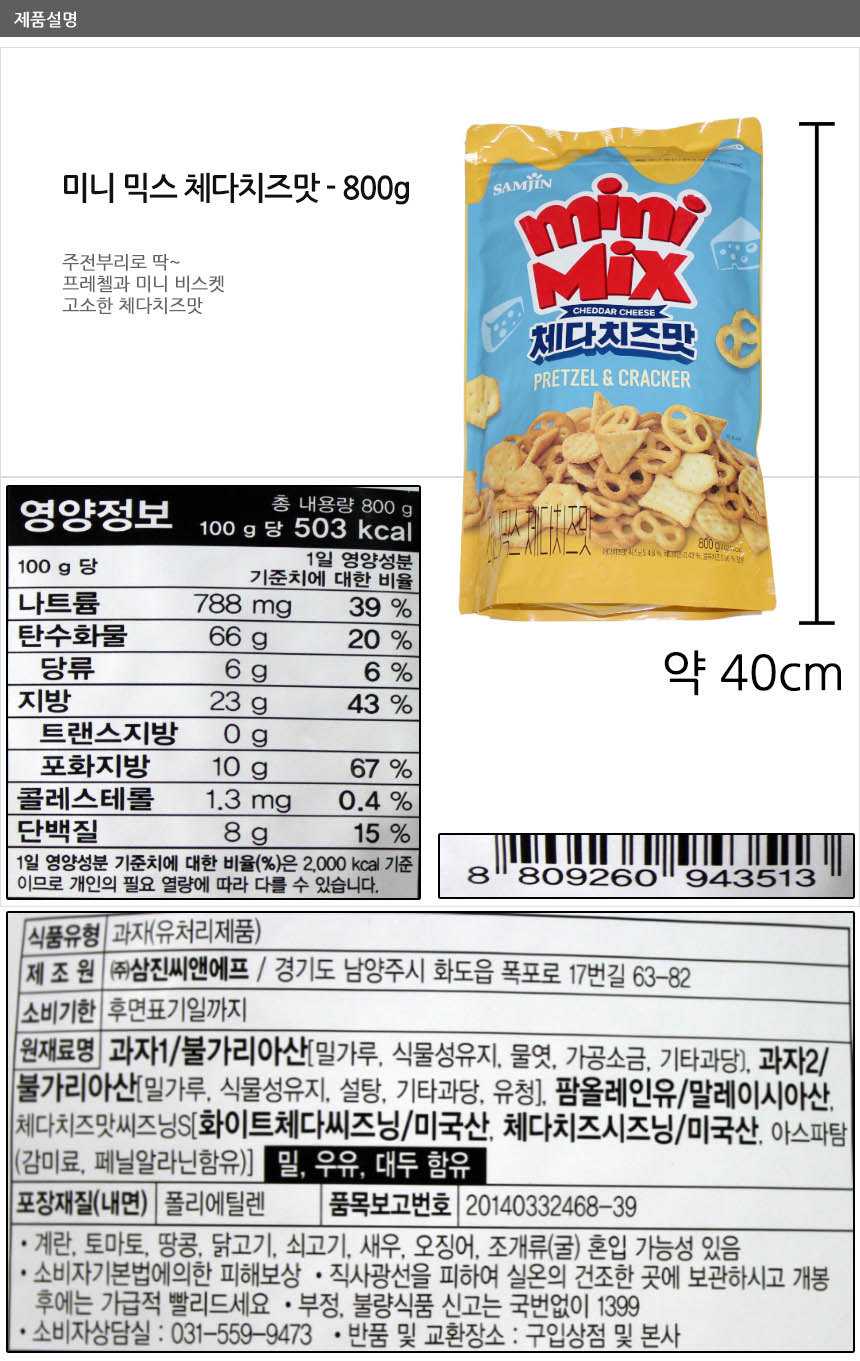 제품설명
미니 믹스 체다치즈맛 - 800g
주전부리로 딱~
프레첼과 미니 비스켓
고소한 체다치즈맛
SAMJIN
mini
MiX
CHEDDAR CHEESE
체다치즈맛
PRETZEL & CRACKER
믹스 체다치즈맛
800 g
약 40cm
영양정보
총 내용량 800 g
100 g 당 503 kcal
100 g 당 1일 영양성분
기준치에 대한 비율
나트륨 788 mg 39 %
탄수화물 66 g 20 %
당류 6 g 6 %
지방 23 g 43 %
트랜스지방 0 g
포화지방 10 g 67 %
콜레스테롤 1.3 mg 0.4 %
단백질 8 g 15 %
1일 영양성분 기준치에 대한 비율(%)은 2,000 kcal 기준
이므로 개인의 필요 열량에 따라 다를 수 있습니다.
8 809260 943513
식품유형 과자(유처리제품)
제조원 ㈜삼진씨앤에프 / 경기도 남양주시 화도읍 폭포로 17번길 63-82
소비기한 후면표기일까지
원재료명 과자1/불가리아산[밀가루, 식물성유지, 물엿, 가공소금, 기타과당], 과자2/
불가리아산[밀가루, 식물성유지, 설탕, 기타과당, 유청], 팜올레인유/말레이시아산,
체다치즈맛씨즈닝S[화이트체다씨즈닝/미국산, 체다치즈시즈닝/미국산, 아스파탐
(감미료, 페닐알라닌함유)] 밀, 우유, 대두 함유
포장재질(내면) 폴리에틸렌 품목보고번호 20140332468-39
• 계란, 토마토, 땅콩, 닭고기, 쇠고기, 새우, 오징어, 조개류(굴) 혼입 가능성 있음
• 소비자기본법에의한 피해보상 • 직사광선을 피하여 실온의 건조한 곳에 보관하시고 개봉
후에는 가급적 빨리드세요 • 부정, 불량식품 신고는 국번없이 1399
• 소비자상담실 : 031-559-9473 • 반품 및 교환장소 : 구입상점 및 본사